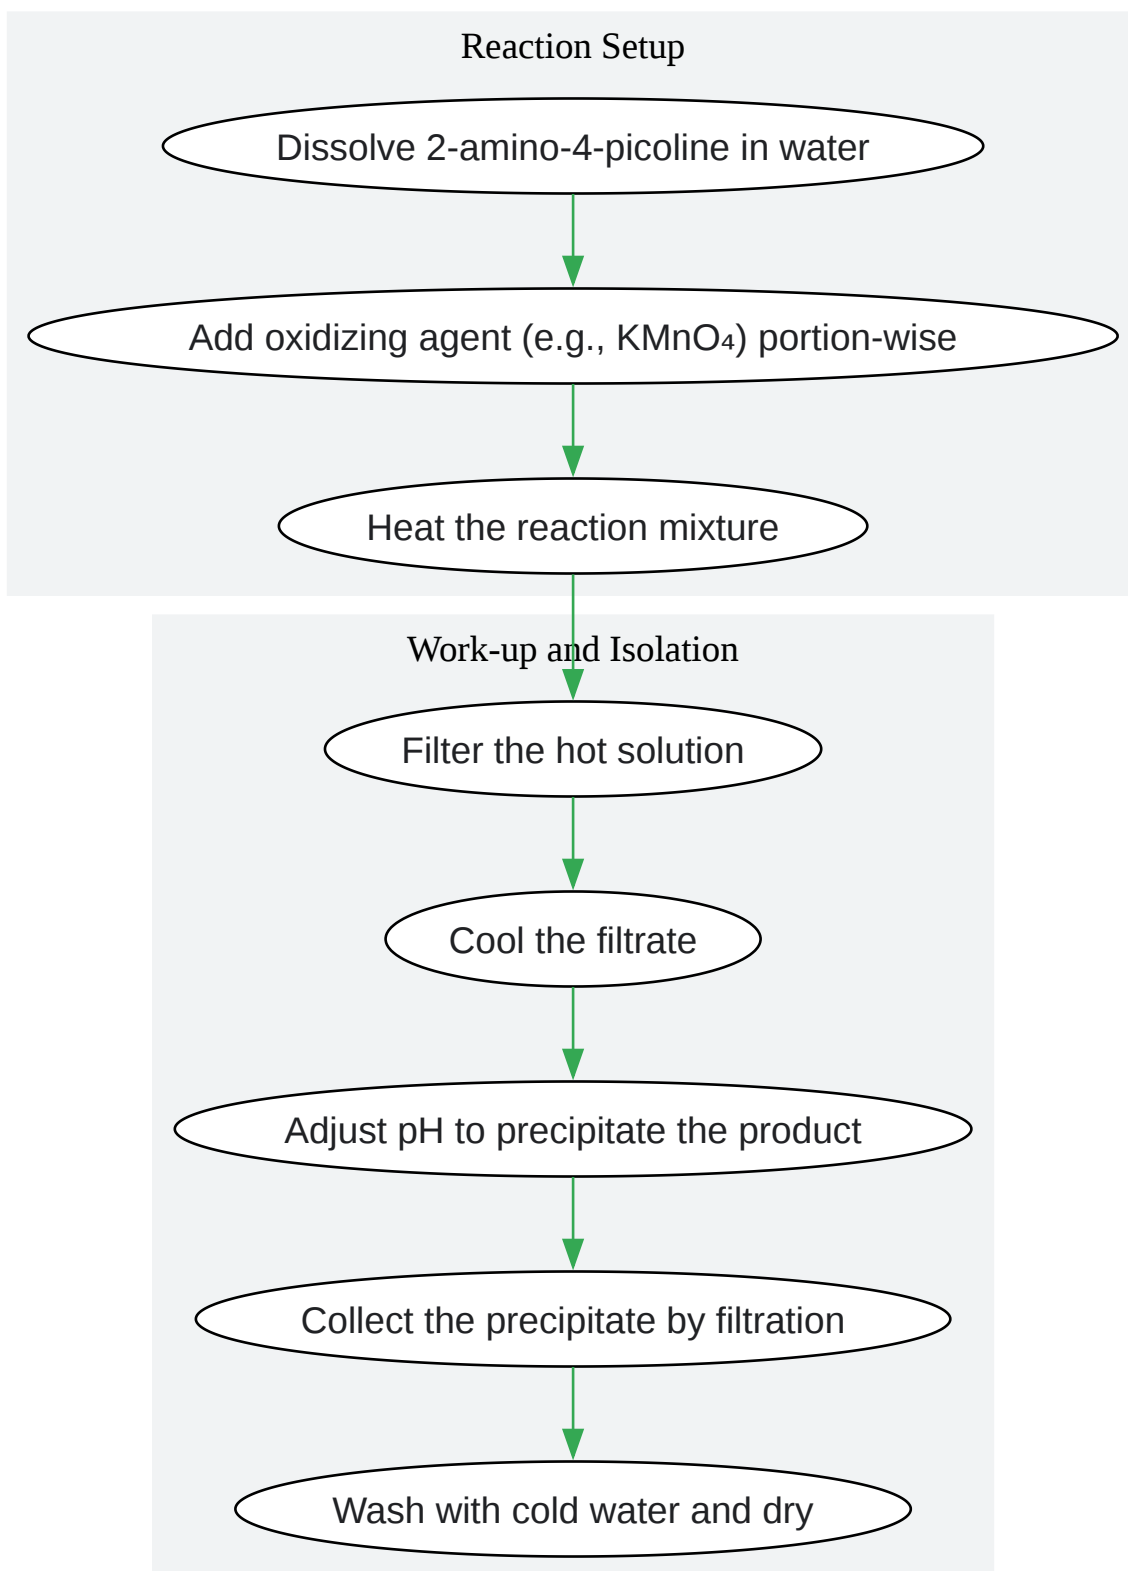 Reaction Setup
Dissolve 2-amino-4-picoline in water
Add oxidizing agent (e.g., KMnO₄) portion-wise
Heat the reaction mixture
Work-up and Isolation
Filter the hot solution
Cool the filtrate
Adjust pH to precipitate the product
Collect the precipitate by filtration
Wash with cold water and dry